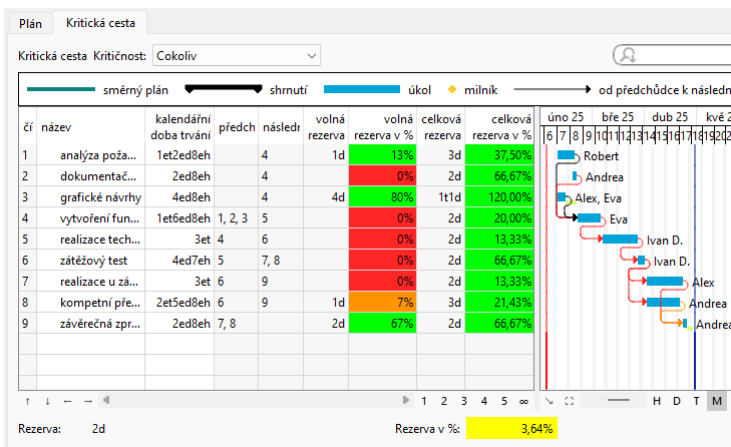 Plán Kritická cesta
Kritická cesta Kritičnost: Cokoliv
směrný plán shrnutí úkol milník od předchůdce k následn
čí název kalendářní doba trvání předch následr volná rezerva volná rezerva v % celková rezerva celková rezerva v % úno 25 bře 25 dub 25 kvě 2
6 7 8 9 10 11 12 13 14 15 16 17 18 19 20
1 analýza poža... 1et2ed8eh 4 1d 13% 3d 37,50% Robert
2 dokumentač... 2ed8eh 4 0% 2d 66,67% Andrea
3 grafické návrhy 4ed8eh 4 4d 80% 1t1d 120,00% Alex, Eva
4 vytvoření fun... 1et6ed8eh 1, 2, 3 5 0% 2d 20,00% Eva
5 realizace tech... 3et 4 6 0% 2d 13,33% Ivan D.
6 zátěžový test 4ed7eh 5 7, 8 0% 2d 66,67% Ivan D.
7 realizace u zá... 3et 6 9 0% 2d 13,33% Alex
8 kompetní pře... 2et5ed8eh 6 9 1d 7% 3d 21,43% Andrea
9 závěrečná zpr... 2ed8eh 7, 8 2d 67% 2d 66,67% Andrea
↑ ↓ ← → 1 2 3 4 5 ∞ H D T M
Rezerva: 2d Rezerva v %: 3,64%